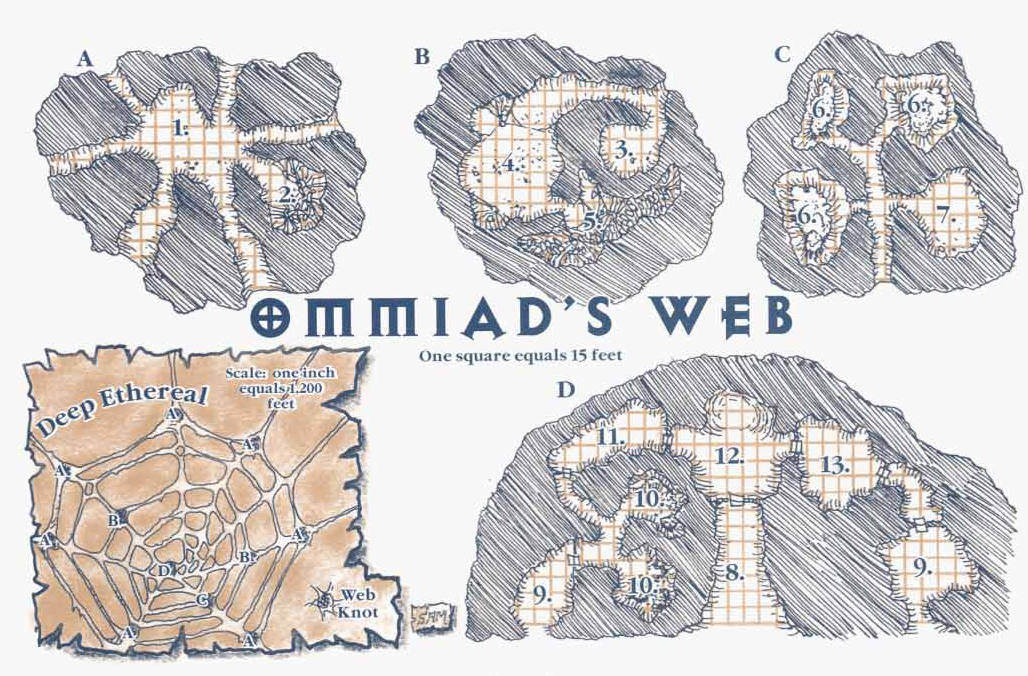 A
B
C
1.
2.
3.
4.
5.
6.
6.
6.
7.
OMMIAD'S WEB
One square equals 15 feet
Deep Ethereal
Scale: one inch
equals 1,200
feet
A
A
A
A
A
A
A
B
B
C
D
Web
Knot
SAM
D
8.
9.
9.
10.
10.
11.
12.
13.